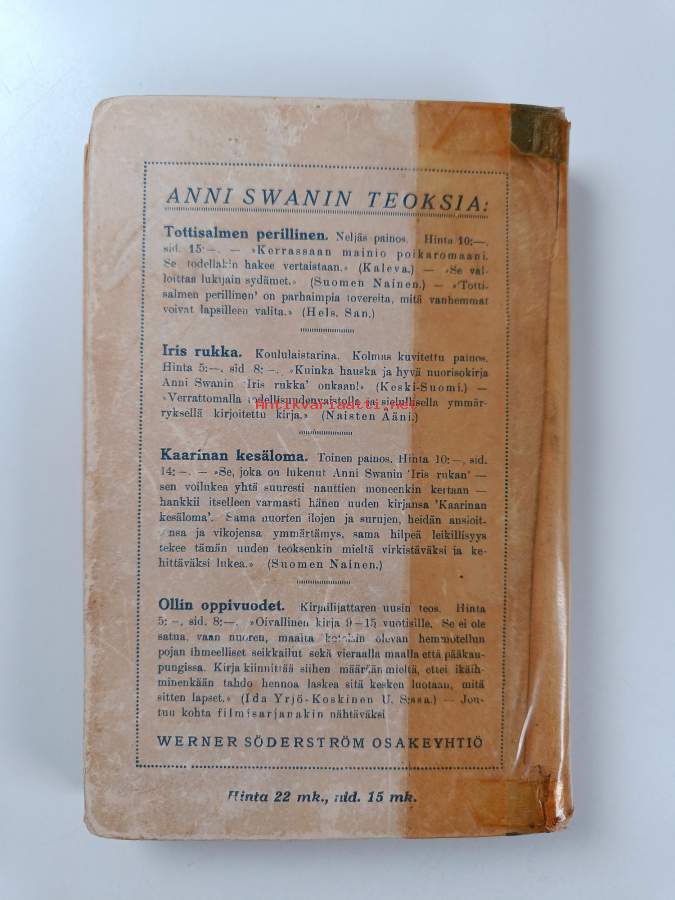 ANNI SWANIN TEOKSIA:
Tottisalmen perillinen. Neljäs painos. Hinta 10:—,
sid. 15:—. — »Kerrassaan mainio poikaromaani.
Se todellakin hakee vertaistaan.» (Kaleva.) — »Se val-
loittaa lukijain sydämet.» (Suomen Nainen.) — »'Totti-
salmen perillinen' on parhaimpia tovereita, mitä vanhemmat
voivat lapsilleen valita.» (Hels. San.)
Iris rukka. Koululaistarina. Kolmas kuvitettu painos.
Hinta 5:—, sid 8:—. »Kuinka hauska ja hyvä nuorisokirja
Anni Swanin 'Iris rukka' onkaan!» (Keski-Suomi.) —
»Verrattomalla todellisuudenvaistolla ja sielullisella ymmär-
Antikvariaatti.net
ryksellä kirjoitettu kirja.» (Naisten Ääni.)
Kaarinan kesäloma. Toinen painos. Hinta 10:—, sid.
14:—. — »Se, joka on lukenut Anni Swanin 'Iris rukan' —
sen voi lukea yhtä suuresti nauttien moneenkin kertaan —
hankkii itselleen varmasti hänen uuden kirjansa 'Kaarinan
kesäloma'. Sama nuorten ilojen ja surujen, heidän ansioit-
ensa ja vikojensa ymmärtämys, sama hilpeä leikillisyys
tekee tämän uuden teoksenkin mieltä virkistäväksi ja ke-
hittäväksi lukea.» (Suomen Nainen.)
Ollin oppivuodet. Kirjailijattaren uusin teos. Hinta
5:—, sid. 8:—. »Oivallinen kirja 9—15 vuotisille. Se ei ole
satua, vaan nuoren, maalta kotoisin olevan hemmotellun
pojan ihmeelliset seikkailut sekä vieraalla maalla että pääkau-
pungissa. Kirja kiinnittää siihen määrään mieltä, ettei ikäih-
minenkään tahdo hennoa laskea sitä kesken luotaan, mitä
sitten lapset.» (Ida Yrjö-Koskinen U. S:ssa.) — Jou-
tuu kohta filmisarjanakin nähtäväksi
WERNER SÖDERSTRÖM OSAKEYHTIÖ
Hinta 22 mk., nid. 15 mk.